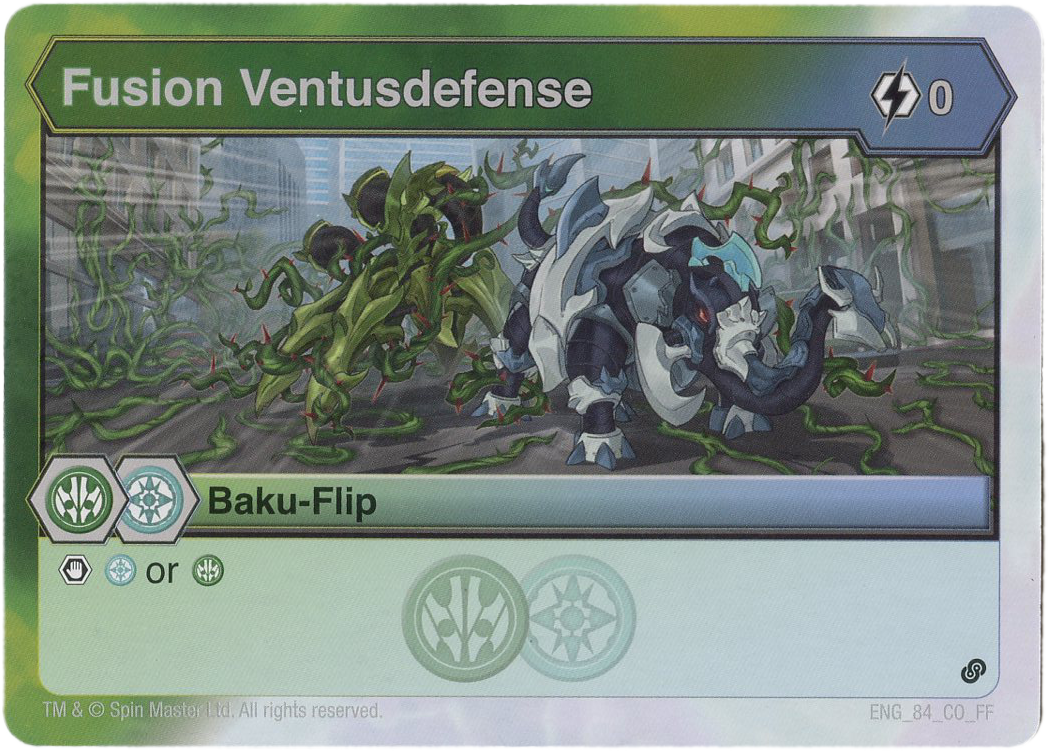 Fusion Ventusdefense
0
Baku-Flip
or
TM & © Spin Master Ltd. All rights reserved.
ENG_84_CO_FF